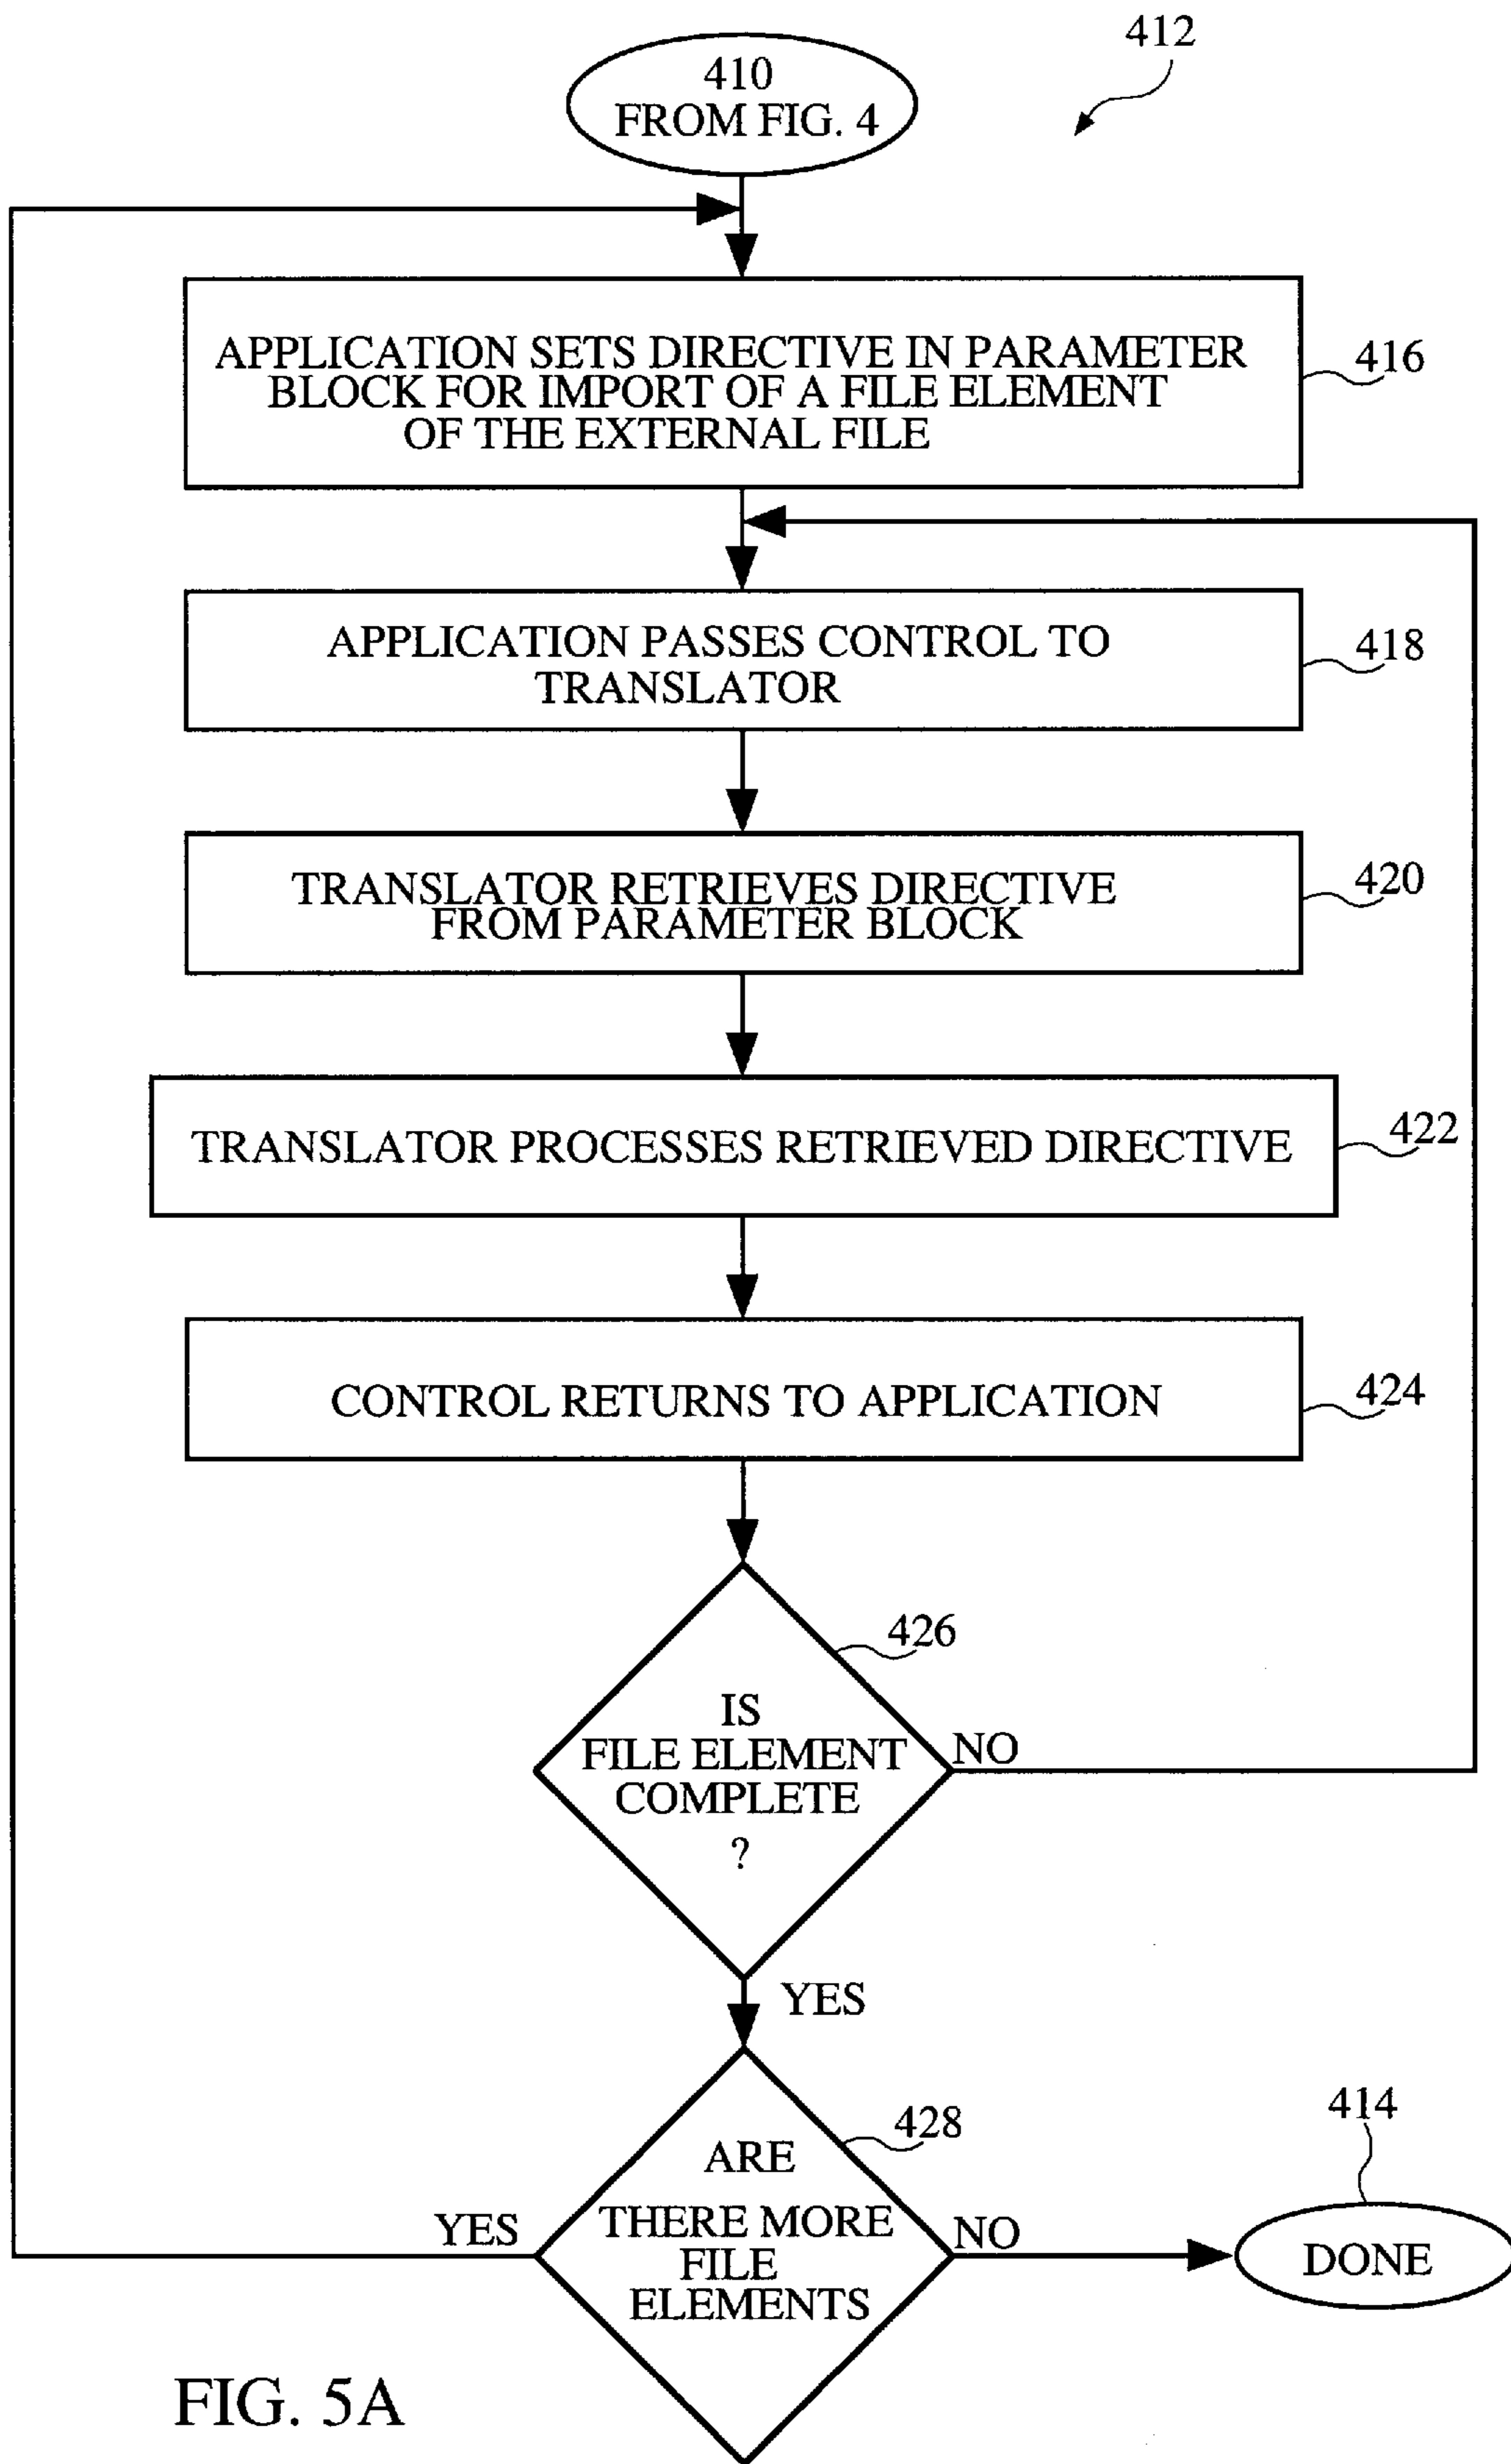 412
410
FROM FIG. 4
APPLICATION SETS DIRECTIVE IN PARAMETER
BLOCK FOR IMPORT OF A FILE ELEMENT
OF THE EXTERNAL FILE
416
APPLICATION PASSES CONTROL TO
TRANSLATOR
418
TRANSLATOR RETRIEVES DIRECTIVE
FROM PARAMETER BLOCK
420
TRANSLATOR PROCESSES RETRIEVED DIRECTIVE
422
CONTROL RETURNS TO APPLICATION
424
426
IS
FILE ELEMENT
COMPLETE
?
NO
YES
428
ARE
THERE MORE
FILE
ELEMENTS
YES
NO
414
DONE
FIG. 5A